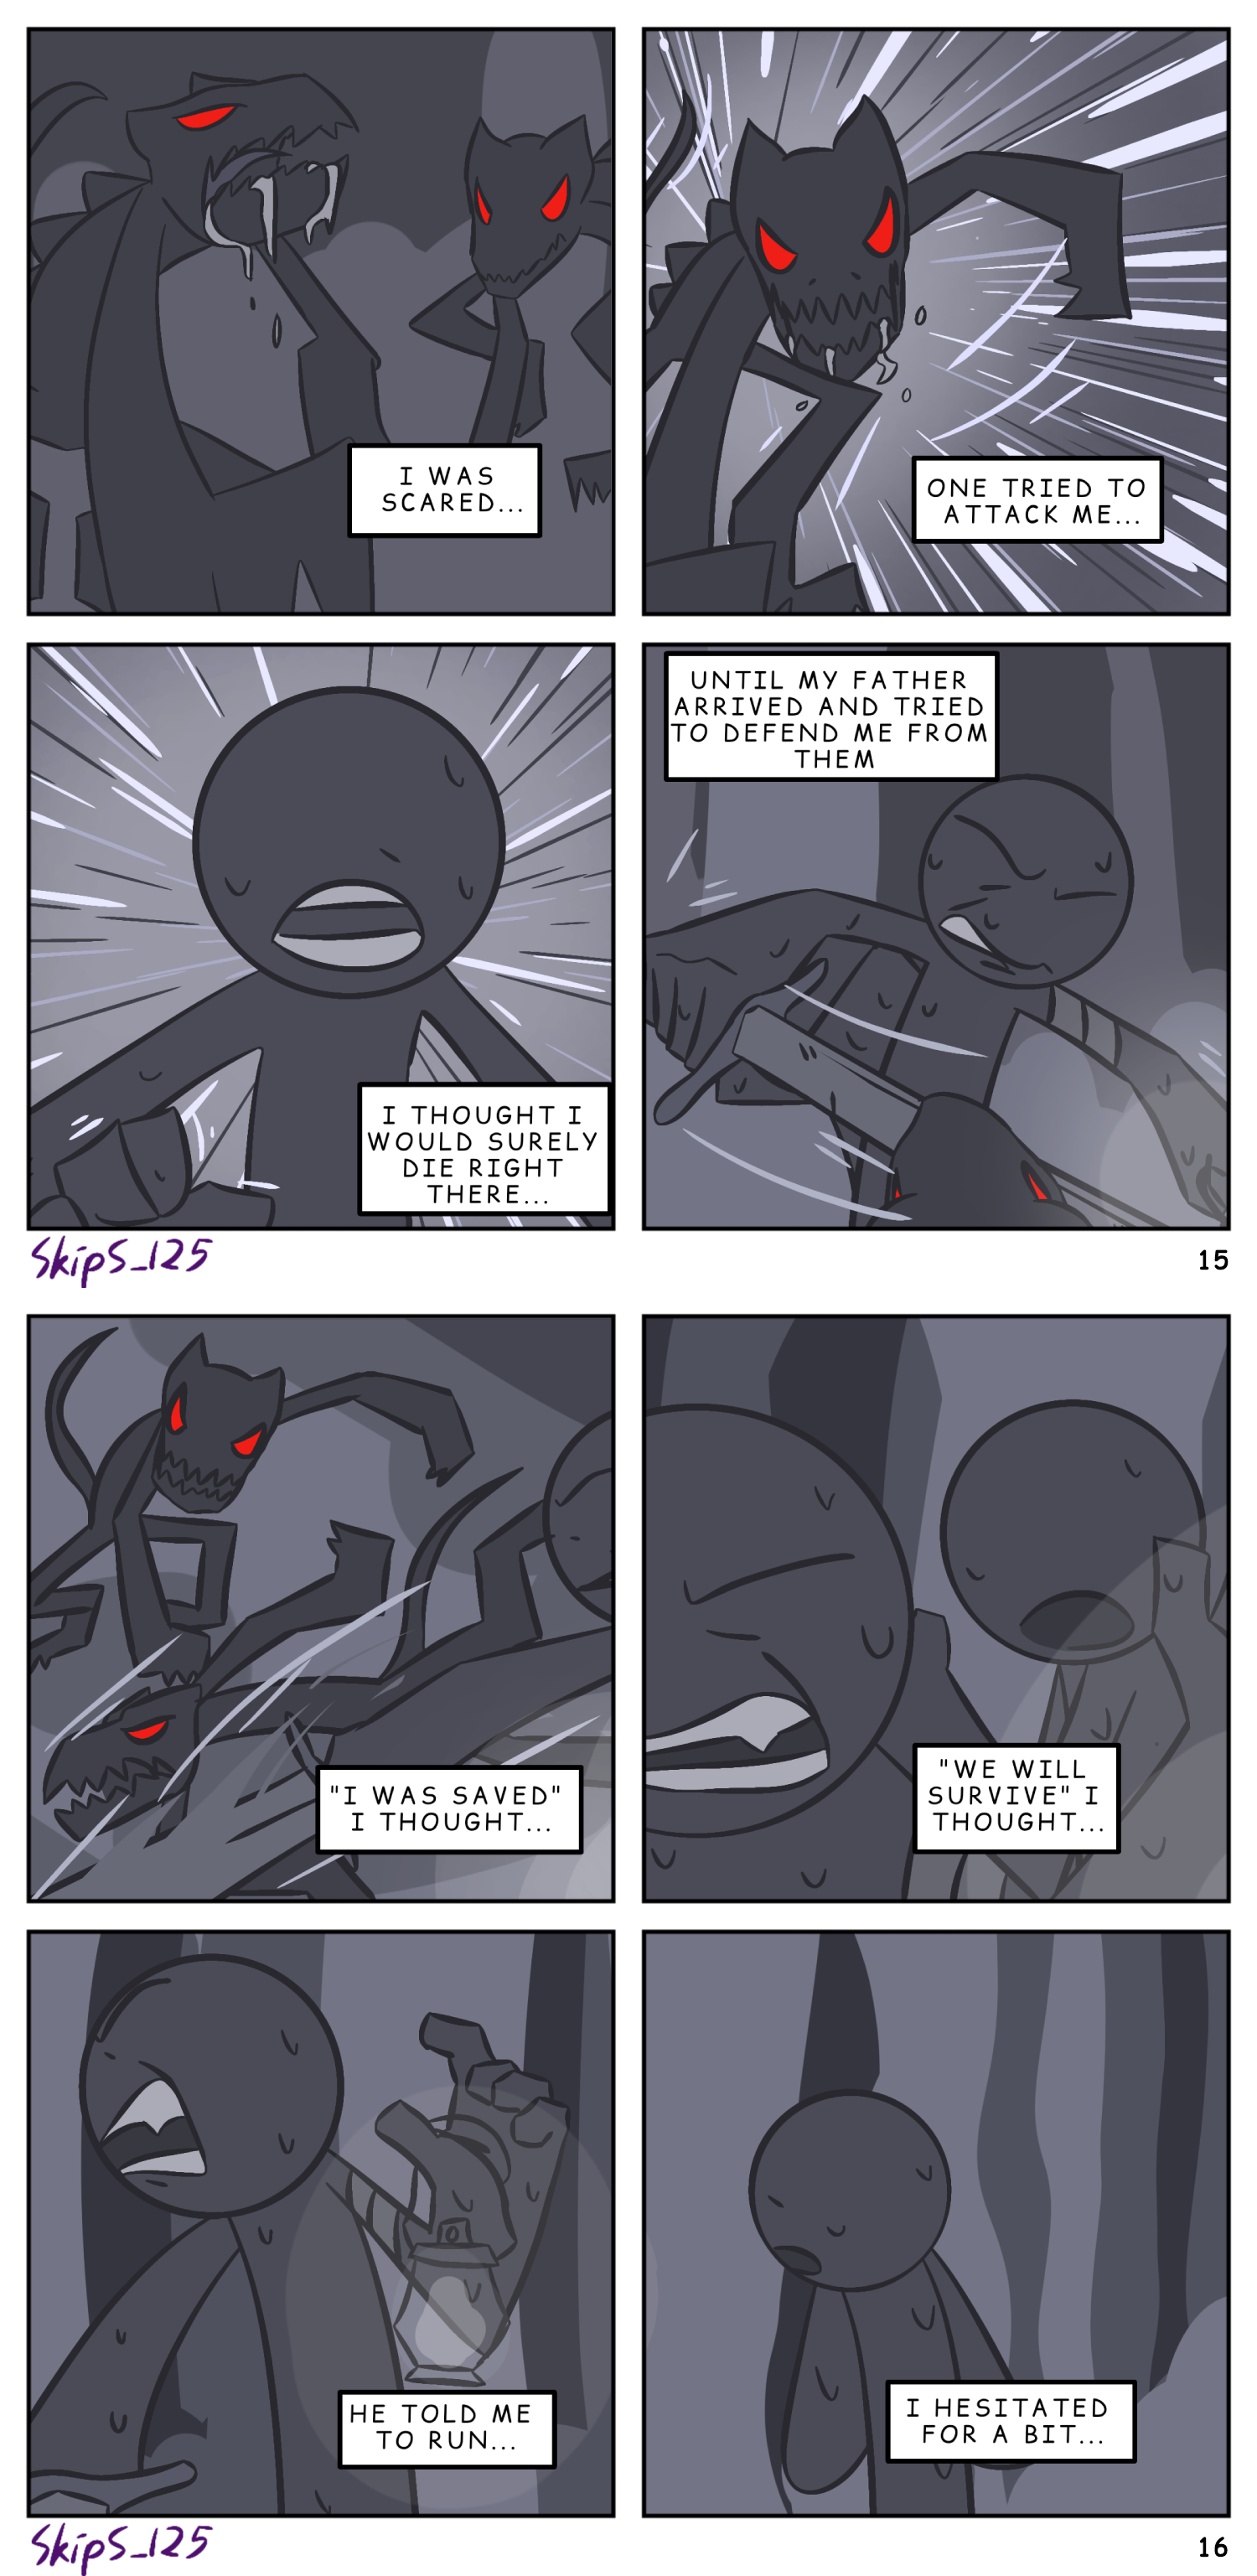 I WAS
SCARED...
ONE TRIED TO
ATTACK ME...
I THOUGHT I
WOULD SURELY
DIE RIGHT
THERE...
UNTIL MY FATHER
ARRIVED AND TRIED
TO DEFEND ME FROM
THEM
SkipS_125
15
"I WAS SAVED"
I THOUGHT...
"WE WILL
SURVIVE" I
THOUGHT...
HE TOLD ME
TO RUN...
I HESITATED
FOR A BIT...
SkipS_125
16